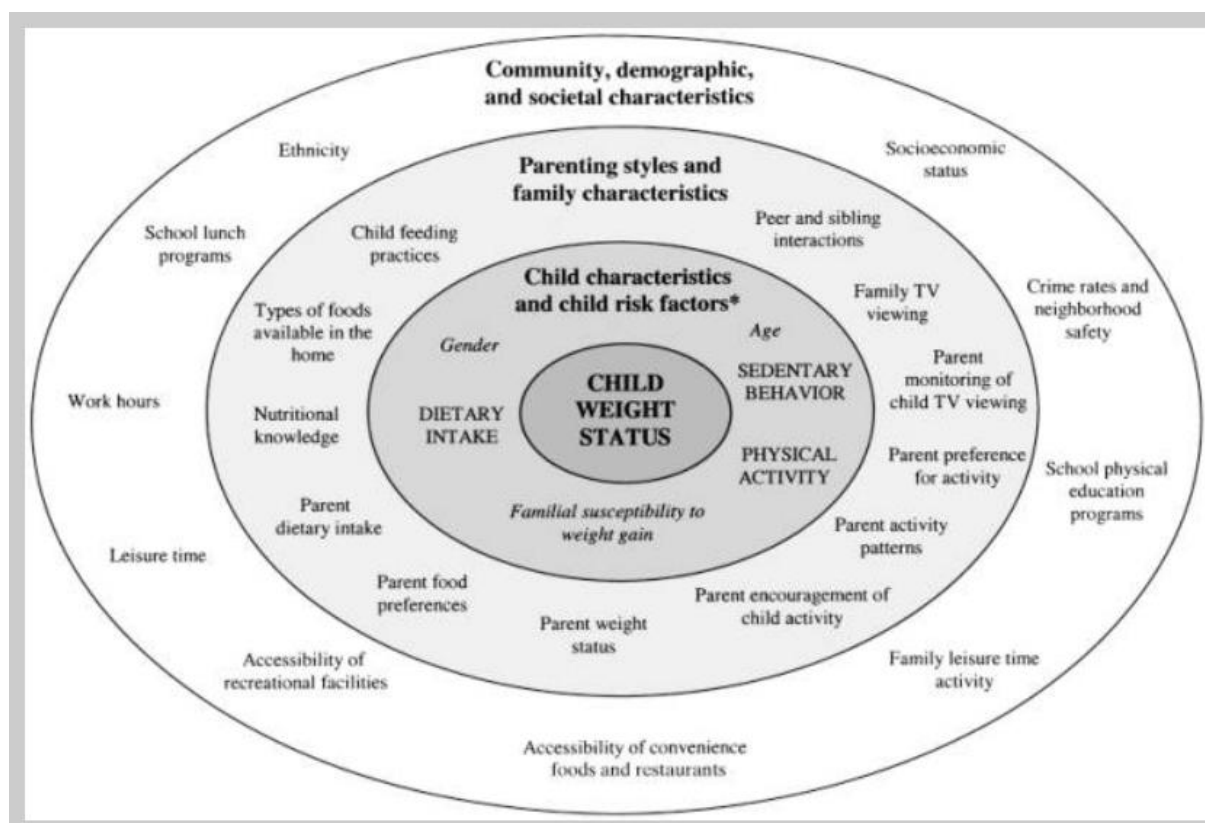 Community, demographic,
and societal characteristics
Ethnicity
Socioeconomic
status
School lunch
programs
Crime rates and
neighborhood
safety
Work hours
School physical
education
programs
Leisure time
Accessibility of
recreational facilities
Family leisure time
activity
Accessibility of convenience
foods and restaurants
Parenting styles and
family characteristics
Child feeding
practices
Peer and sibling
interactions
Types of foods
available in the
home
Family TV
viewing
Nutritional
knowledge
Parent
monitoring of
child TV viewing
Parent
dietary intake
Parent preference
for activity
Parent food
preferences
Parent activity
patterns
Parent weight
status
Parent encouragement of
child activity
Child characteristics
and child risk factors*
Gender
Age
DIETARY
INTAKE
SEDENTARY
BEHAVIOR
PHYSICAL
ACTIVITY
Familial susceptibility to
weight gain
CHILD
WEIGHT
STATUS